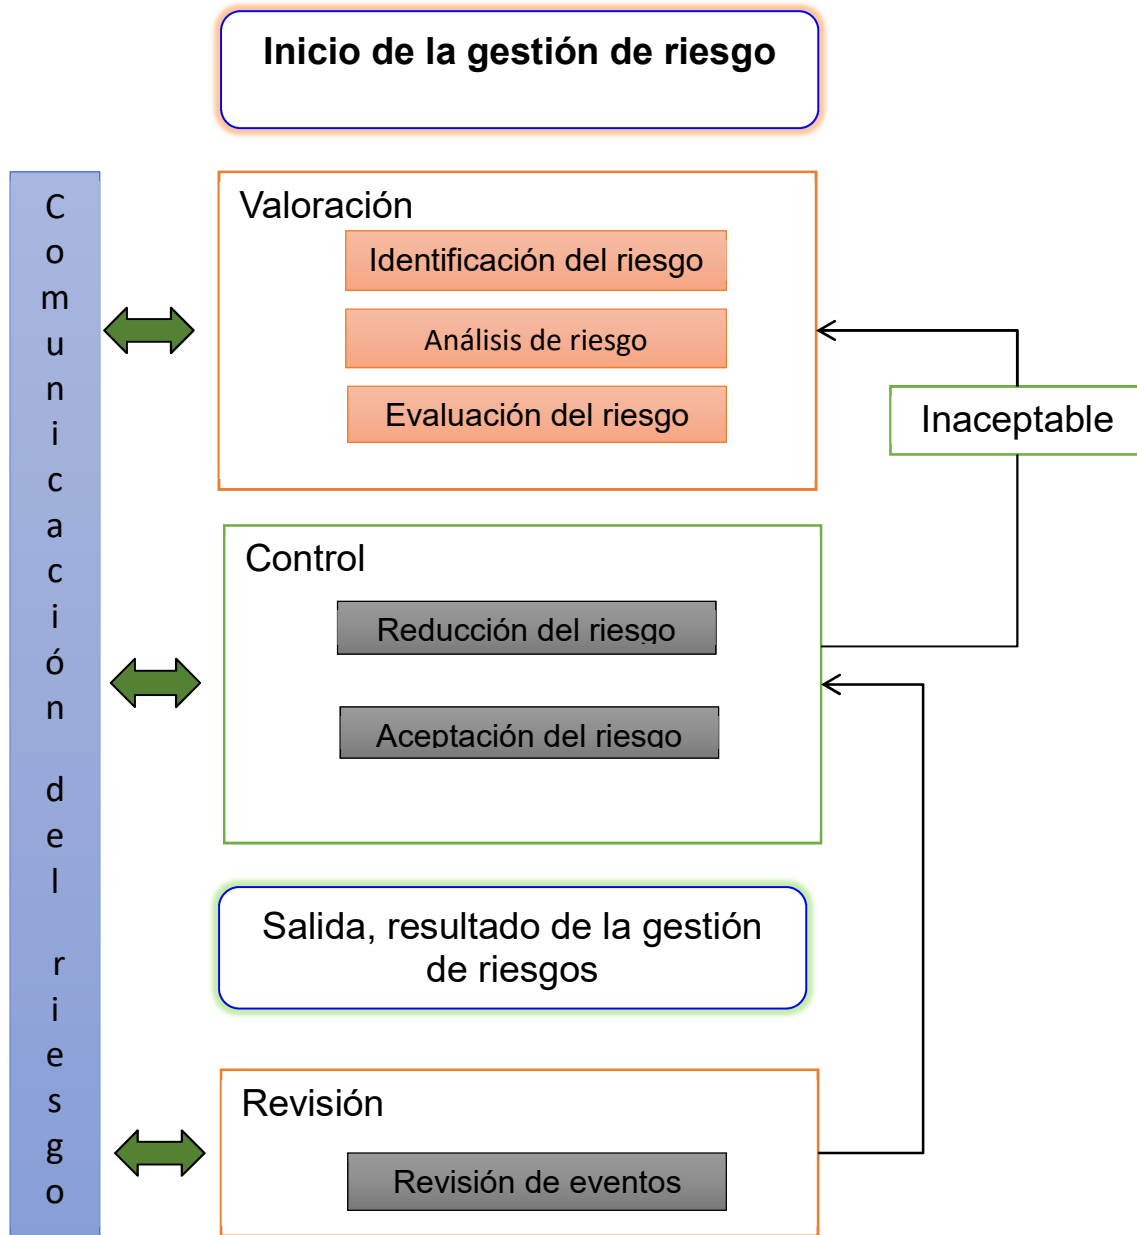 Inicio de la gestión de riesgo
Comunicación del riesgo
Valoración
Identificación del riesgo
Análisis de riesgo
Evaluación del riesgo
Inaceptable
Control
Reducción del riesgo
Aceptación del riesgo
Salida, resultado de la gestión
de riesgos
Revisión
Revisión de eventos